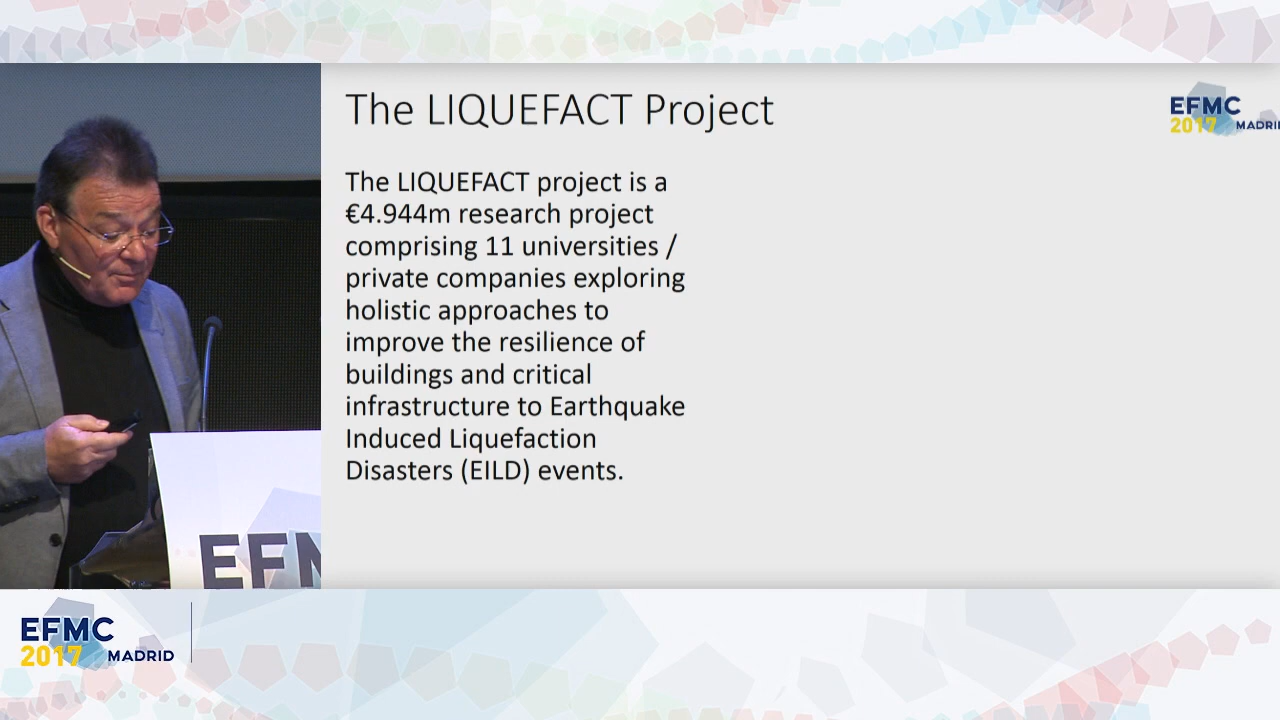 The LIQUEFACT Project
EFMC
2017 MADRI
The LIQUEFACT project is a
€4.944m research project
comprising 11 universities /
private companies exploring
holistic approaches to
improve the resilience of
buildings and critical
infrastructure to Earthquake
Induced Liquefaction
Disasters (EILD) events.
EFM
EFMC
2017 MADRID